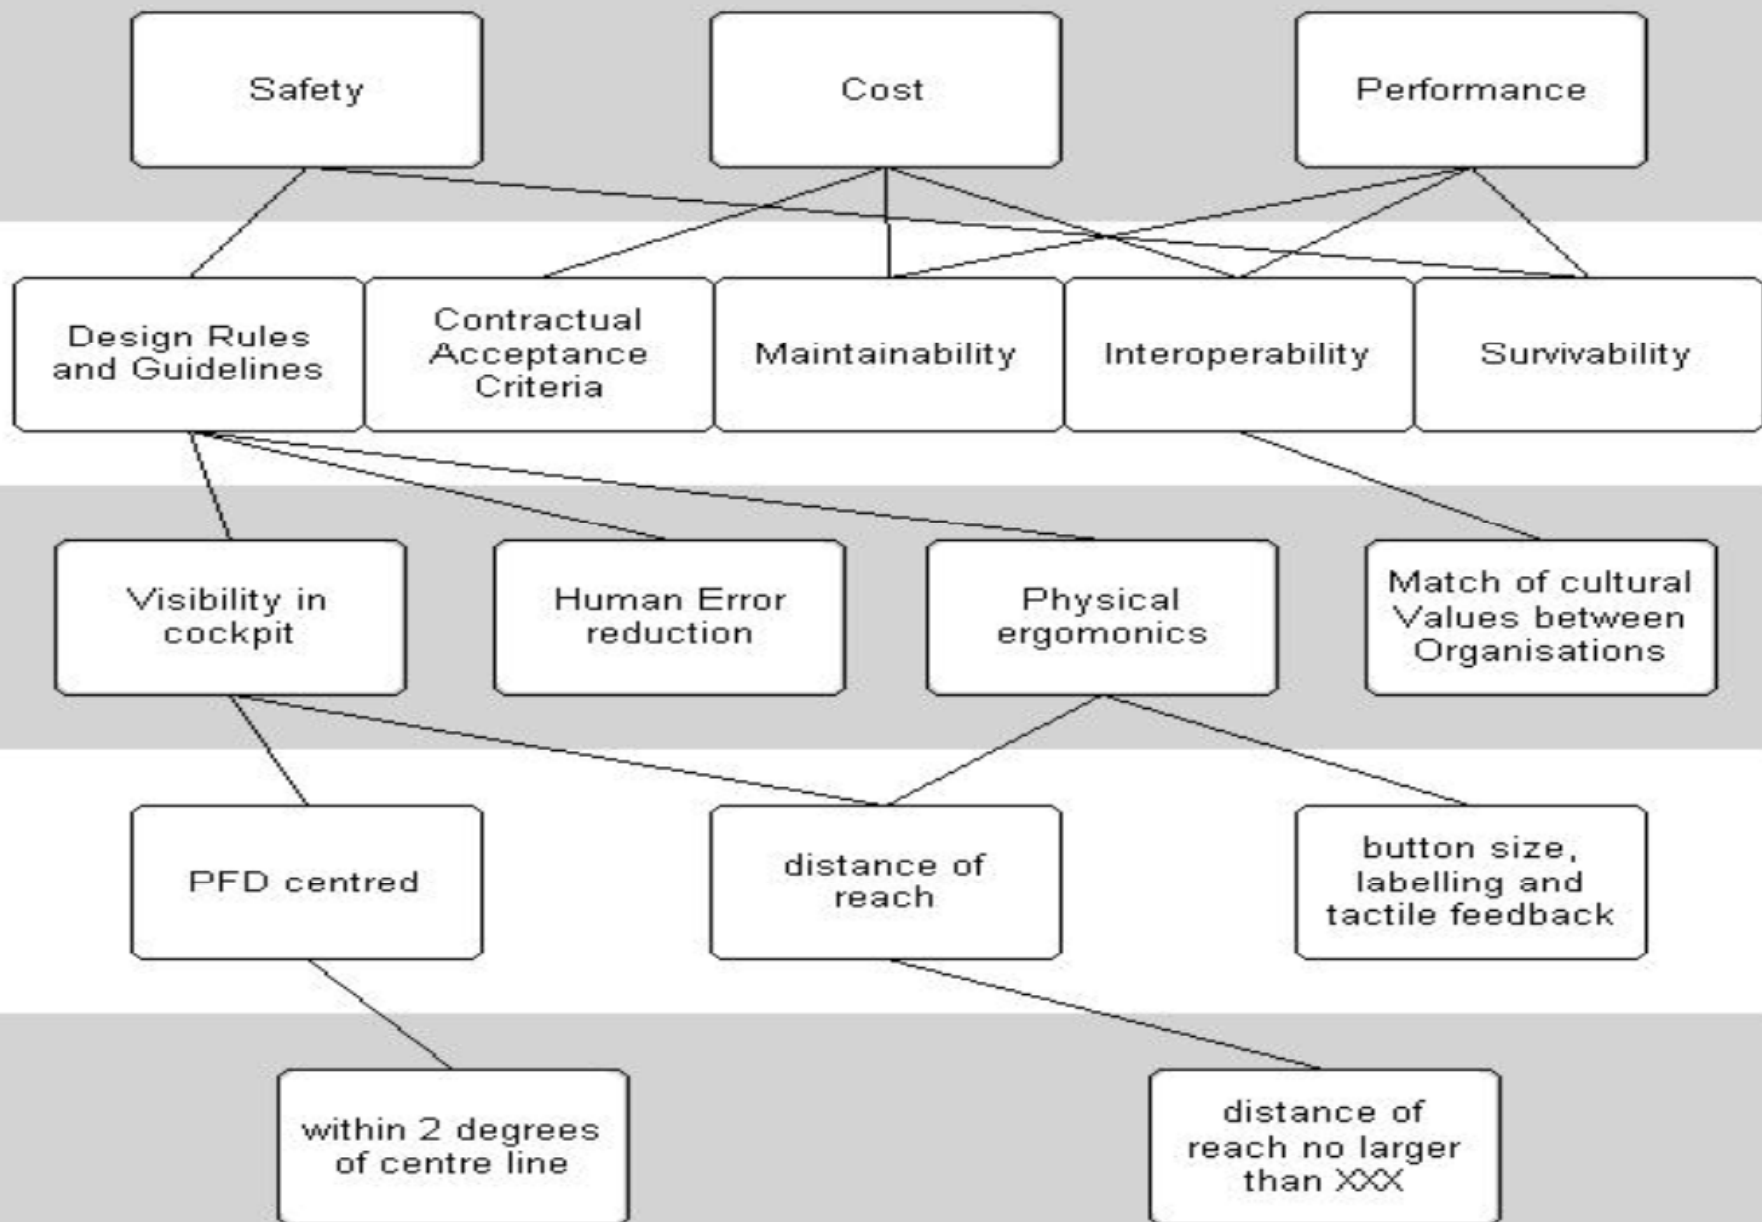 Safety
Cost
Performance
Design Rules
and Guidelines
Contractual
Acceptance
Criteria
Maintainability
Interoperability
Survivability
Visibility in
cockpit
Human Error
reduction
Physical
ergomonics
Match of cultural
Values between
Organisations
PFD centred
distance of
reach
button size,
labelling and
tactile feedback
within 2 degrees
of centre line
distance of
reach no larger
than XXX